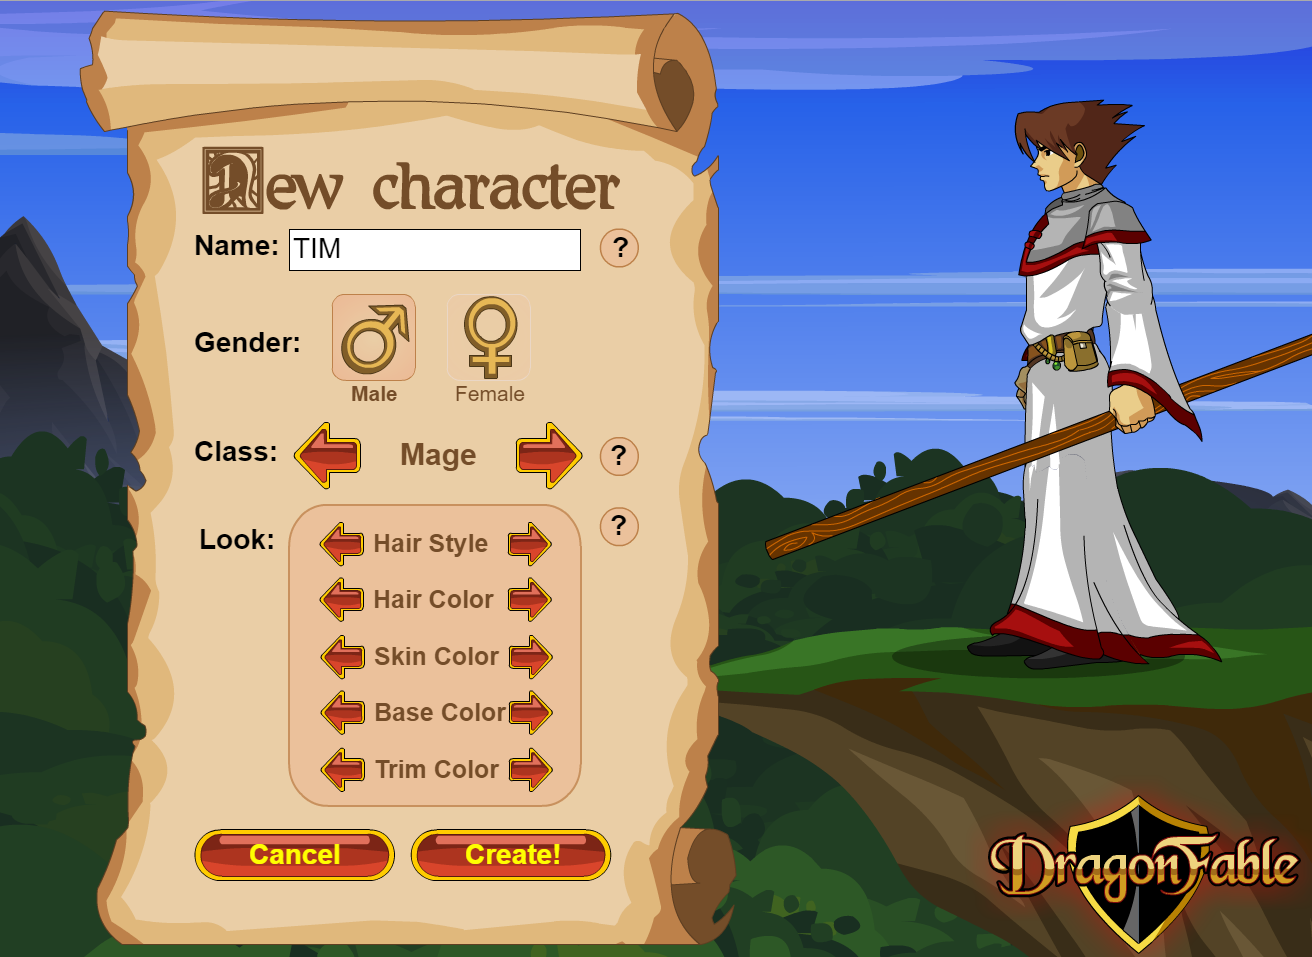 New character
Name: TIM ?
Gender:
Male Female
Class: Mage ?
Look: ?
Hair Style
Hair Color
Skin Color
Base Color
Trim Color
Cancel Create!
DragonFable